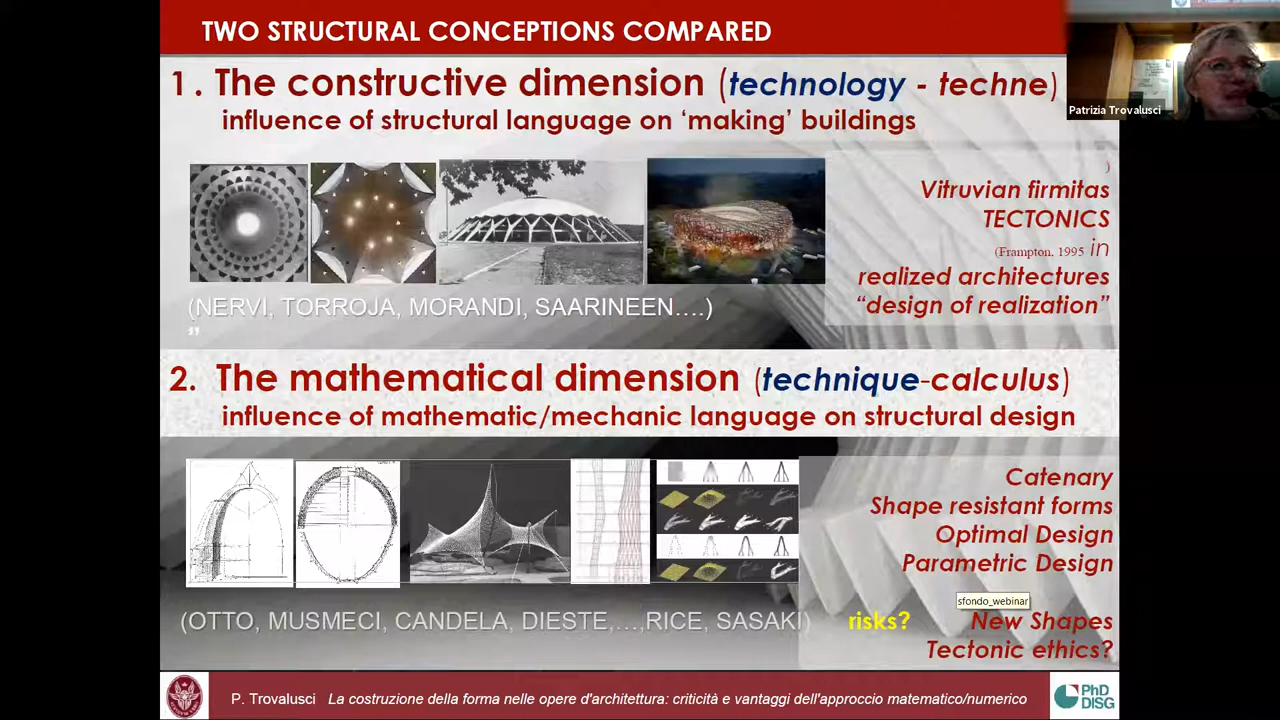 TWO STRUCTURAL CONCEPTIONS COMPARED
1. The constructive dimension (technology - techne)
influence of structural language on ‘making’ buildings
Patrizia Trovalusci
)
Vitruvian firmitas
TECTONICS
(Frampton, 1995 in
realized architectures
“design of realization”
(NERVI, TORROJA, MORANDI, SAARINEEN….)
”
2. The mathematical dimension (technique-calculus)
influence of mathematic/mechanic language on structural design
Catenary
Shape resistant forms
Optimal Design
Parametric Design
sfondo_webinar
(OTTO, MUSMECI, CANDELA, DIESTE,…,RICE, SASAKI)
risks?
New Shapes
Tectonic ethics?
P. Trovalusci La costruzione della forma nelle opere d'architettura: criticità e vantaggi dell'approccio matematico/numerico
PhD
DISG